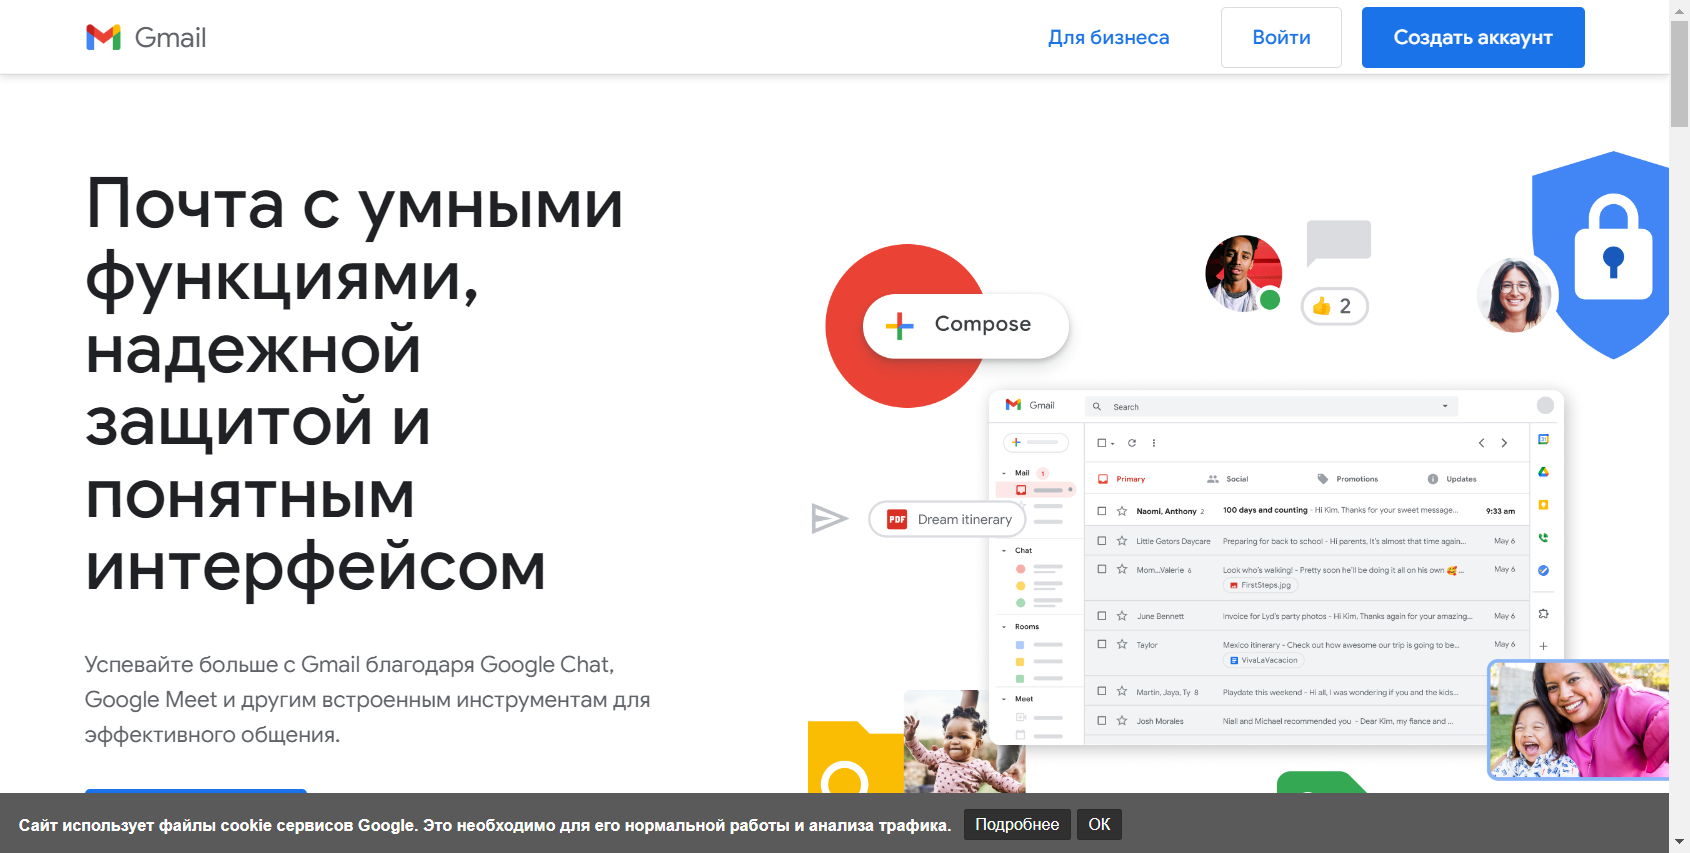 Gmail
Для бизнеса
Войти
Создать аккаунт
Почта с умными
функциями,
надежной
защитой и
понятным
интерфейсом
Успевайте больше с Gmail благодаря Google Chat,
Google Meet и другим встроенным инструментам для
эффективного общения.
Compose
👍 2
PDF Dream itinerary
Gmail
Search
Mail 1
Chat
Rooms
Meet
Primary Social Promotions Updates
Naomi, Anthony 2 100 days and counting - Hi Kim, Thanks for your sweet message... 9:33 am
Little Gators Daycare Preparing for back to school - Hi parents, It's almost that time again... May 6
Mom...Valerie 6 Look who's walking! - Pretty soon he'll be doing it all on his own 🥰 ... May 6
FirstSteps.jpg
June Bennett Invoice for Lyd's party photos - Hi Kim, Thanks again for your amazing... May 6
Taylor Mexico itinerary - Check out how awesome our trip is going to be... May 6
VivaLaVacacion
Martin, Jaya, Ty 8 Playdate this weekend - Hi all, I was wondering if you and the kids...
Josh Morales Niall and Michael recommended you - Dear Kim, my fiance and ...
Сайт использует файлы cookie сервисов Google. Это необходимо для его нормальной работы и анализа трафика. Подробнее ОК